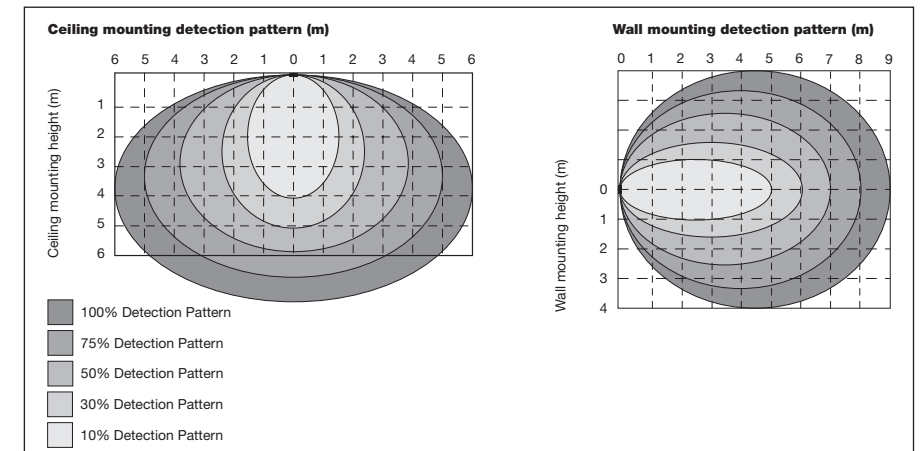 Ceiling mounting detection pattern (m)
6 5 4 3 2 1 0 1 2 3 4 5 6
Ceiling mounting height (m)
1
2
3
4
5
6
Wall mounting detection pattern (m)
0 1 2 3 4 5 6 7 8 9
Wall mounting height (m)
0
1
2
3
4
100% Detection Pattern
75% Detection Pattern
50% Detection Pattern
30% Detection Pattern
10% Detection Pattern